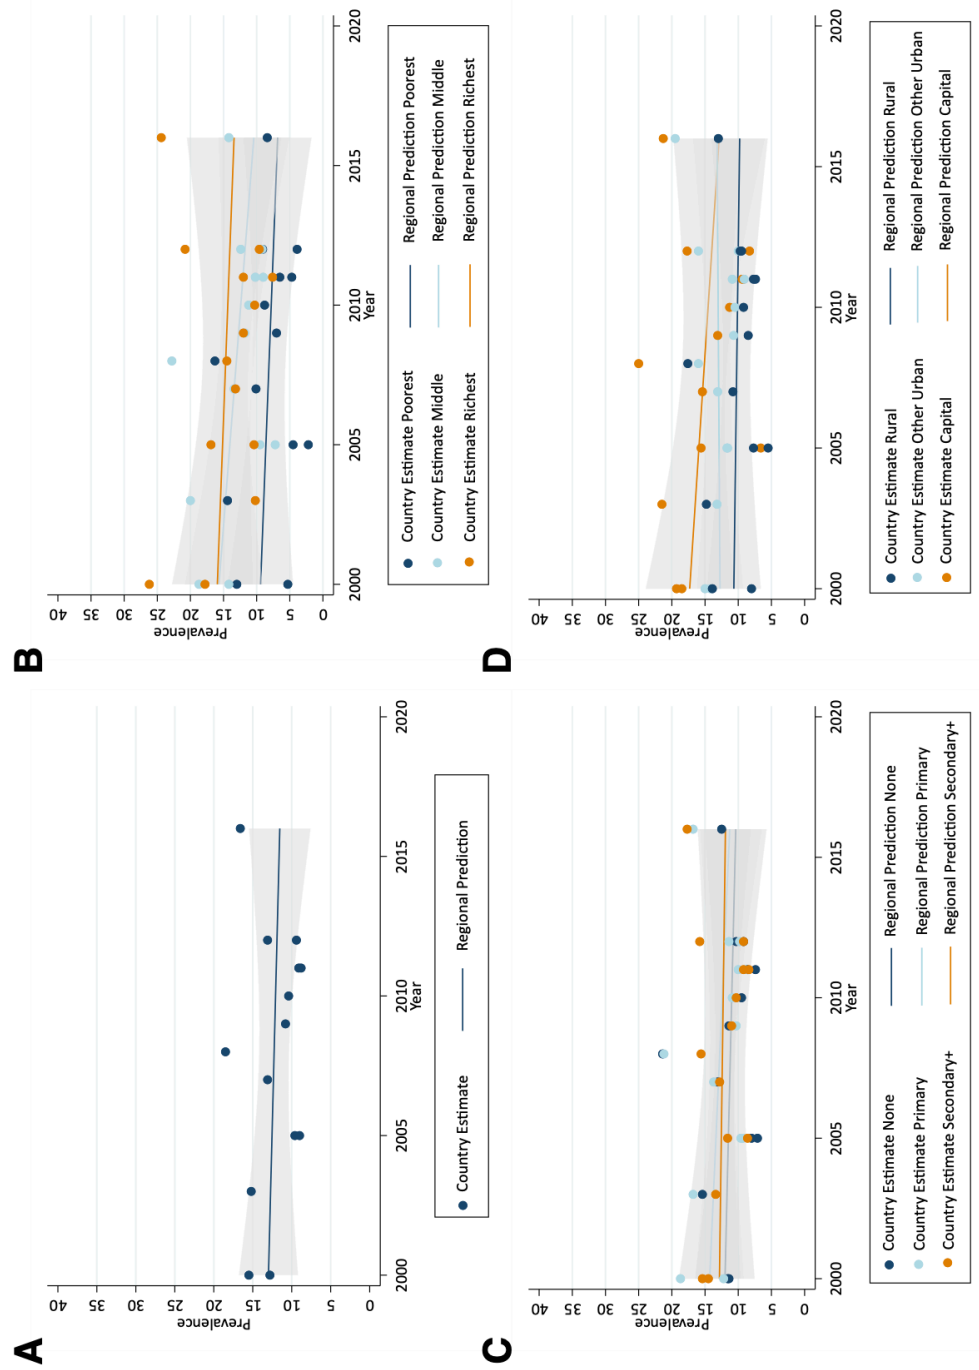 A
40
35
30
25
20
15
10
5
0
Prevalence
2000
2005
2010
2015
2020
Year
Country Estimate
Regional Prediction
B
40
35
30
25
20
15
10
5
0
Prevalence
2000
2005
2010
2015
2020
Year
Country Estimate Poorest
Regional Prediction Poorest
Country Estimate Middle
Regional Prediction Middle
Country Estimate Richest
Regional Prediction Richest
C
40
35
30
25
20
15
10
5
0
Prevalence
2000
2005
2010
2015
2020
Year
Country Estimate None
Regional Prediction None
Country Estimate Primary
Regional Prediction Primary
Country Estimate Secondary+
Regional Prediction Secondary+
D
40
35
30
25
20
15
10
5
0
Prevalence
2000
2005
2010
2015
2020
Year
Country Estimate Rural
Regional Prediction Rural
Country Estimate Other Urban
Regional Prediction Other Urban
Country Estimate Capital
Regional Prediction Capital